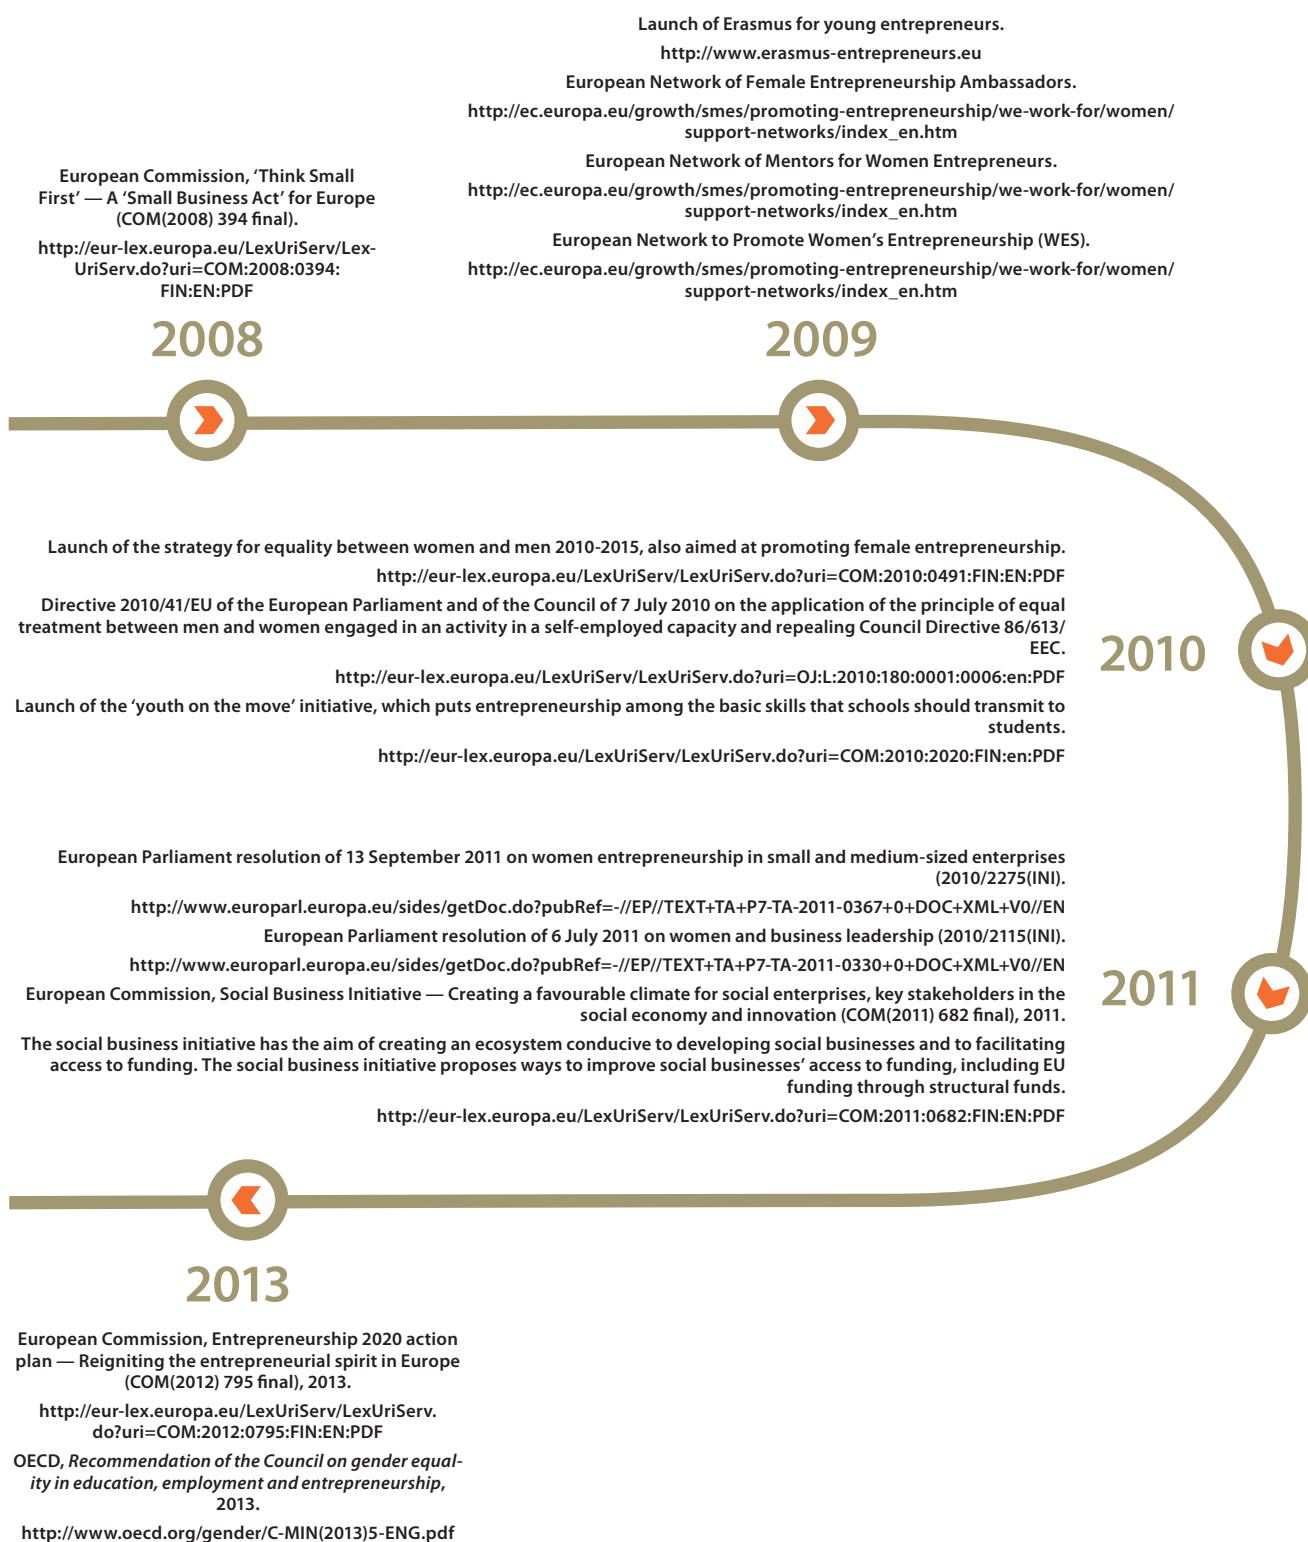 European Commission, ‘Think Small
First’ — A ‘Small Business Act’ for Europe
(COM(2008) 394 final).
http://eur-lex.europa.eu/LexUriServ/Lex-
UriServ.do?uri=COM:2008:0394:
FIN:EN:PDF
2008
Launch of Erasmus for young entrepreneurs.
http://www.erasmus-entrepreneurs.eu
European Network of Female Entrepreneurship Ambassadors.
http://ec.europa.eu/growth/smes/promoting-entrepreneurship/we-work-for/women/
support-networks/index_en.htm
European Network of Mentors for Women Entrepreneurs.
http://ec.europa.eu/growth/smes/promoting-entrepreneurship/we-work-for/women/
support-networks/index_en.htm
European Network to Promote Women’s Entrepreneurship (WES).
http://ec.europa.eu/growth/smes/promoting-entrepreneurship/we-work-for/women/
support-networks/index_en.htm
2009
Launch of the strategy for equality between women and men 2010-2015, also aimed at promoting female entrepreneurship.
http://eur-lex.europa.eu/LexUriServ/LexUriServ.do?uri=COM:2010:0491:FIN:EN:PDF
Directive 2010/41/EU of the European Parliament and of the Council of 7 July 2010 on the application of the principle of equal
treatment between men and women engaged in an activity in a self-employed capacity and repealing Council Directive 86/613/
EEC.
http://eur-lex.europa.eu/LexUriServ/LexUriServ.do?uri=OJ:L:2010:180:0001:0006:en:PDF
Launch of the ‘youth on the move’ initiative, which puts entrepreneurship among the basic skills that schools should transmit to
students.
http://eur-lex.europa.eu/LexUriServ/LexUriServ.do?uri=COM:2010:2020:FIN:en:PDF
2010
European Parliament resolution of 13 September 2011 on women entrepreneurship in small and medium-sized enterprises
(2010/2275(INI).
http://www.europarl.europa.eu/sides/getDoc.do?pubRef=-//EP//TEXT+TA+P7-TA-2011-0367+0+DOC+XML+V0//EN
European Parliament resolution of 6 July 2011 on women and business leadership (2010/2115(INI).
http://www.europarl.europa.eu/sides/getDoc.do?pubRef=-//EP//TEXT+TA+P7-TA-2011-0330+0+DOC+XML+V0//EN
European Commission, Social Business Initiative — Creating a favourable climate for social enterprises, key stakeholders in the
social economy and innovation (COM(2011) 682 final), 2011.
The social business initiative has the aim of creating an ecosystem conducive to developing social businesses and to facilitating
access to funding. The social business initiative proposes ways to improve social businesses’ access to funding, including EU
funding through structural funds.
http://eur-lex.europa.eu/LexUriServ/LexUriServ.do?uri=COM:2011:0682:FIN:EN:PDF
2011
2013
European Commission, Entrepreneurship 2020 action
plan — Reigniting the entrepreneurial spirit in Europe
(COM(2012) 795 final), 2013.
http://eur-lex.europa.eu/LexUriServ/LexUriServ.
do?uri=COM:2012:0795:FIN:EN:PDF
OECD, Recommendation of the Council on gender equal-
ity in education, employment and entrepreneurship,
2013.
http://www.oecd.org/gender/C-MIN(2013)5-ENG.pdf